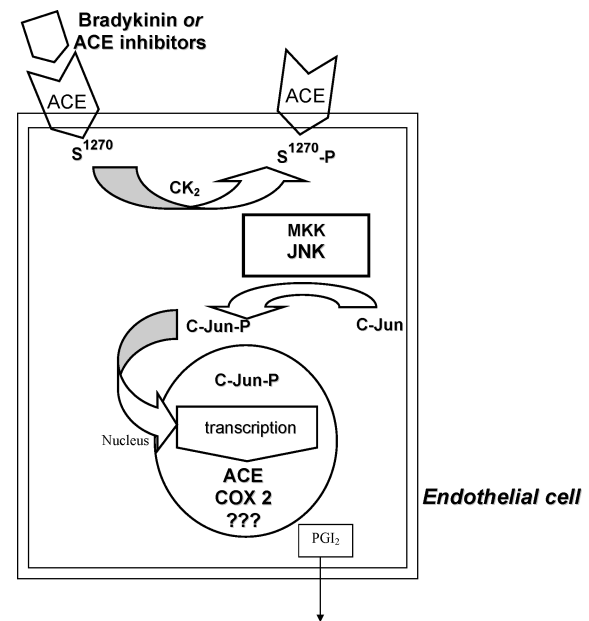 Bradykinin or
ACE inhibitors
ACE
ACE
S¹²⁷⁰
S¹²⁷⁰-P
CK₂
MKK
JNK
C-Jun-P
C-Jun
C-Jun-P
transcription
Nucleus
ACE
COX 2
???
Endothelial cell
PGI₂